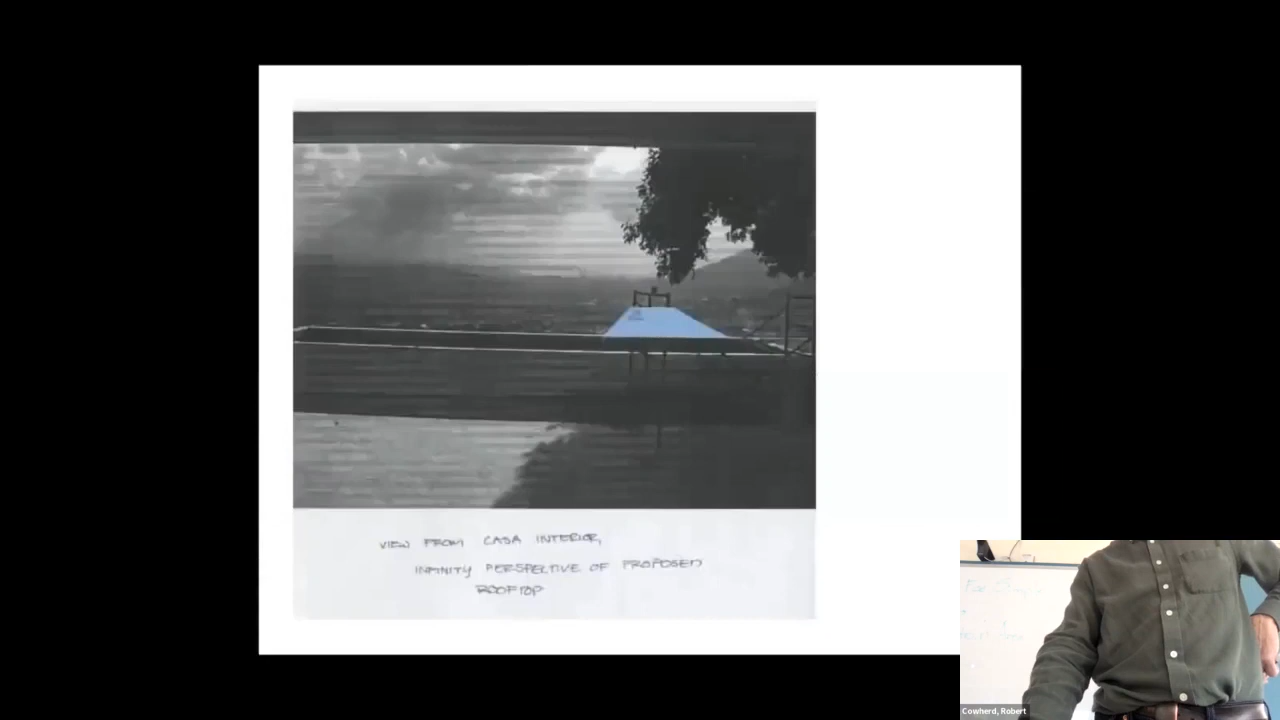 VIEW FROM CASA INTERIOR,
INFINITY PERSPECTIVE OF PROPOSED
ROOFTOP
Cowherd, Robert